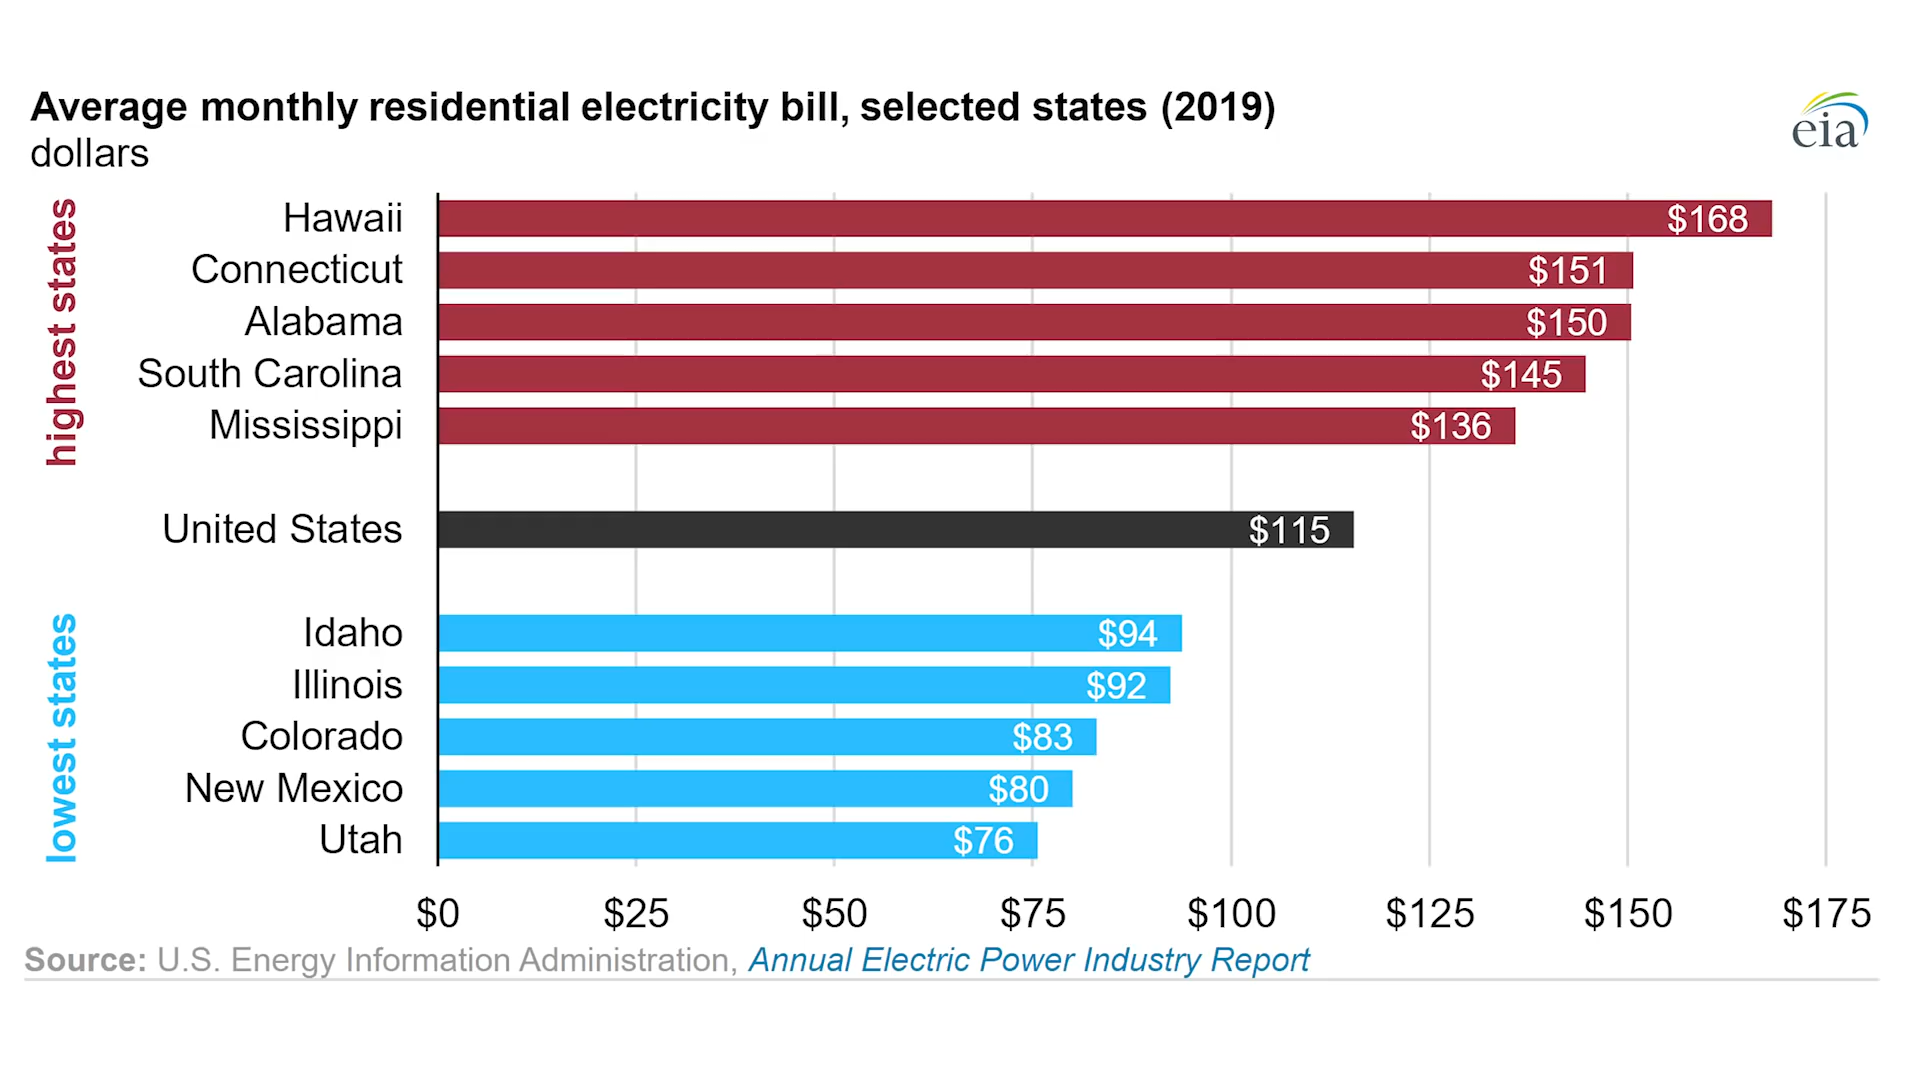 Average monthly residential electricity bill, selected states (2019)
dollars
eia
highest states
Hawaii $168
Connecticut $151
Alabama $150
South Carolina $145
Mississippi $136
United States $115
lowest states
Idaho $94
Illinois $92
Colorado $83
New Mexico $80
Utah $76
$0 $25 $50 $75 $100 $125 $150 $175
Source: U.S. Energy Information Administration, Annual Electric Power Industry Report